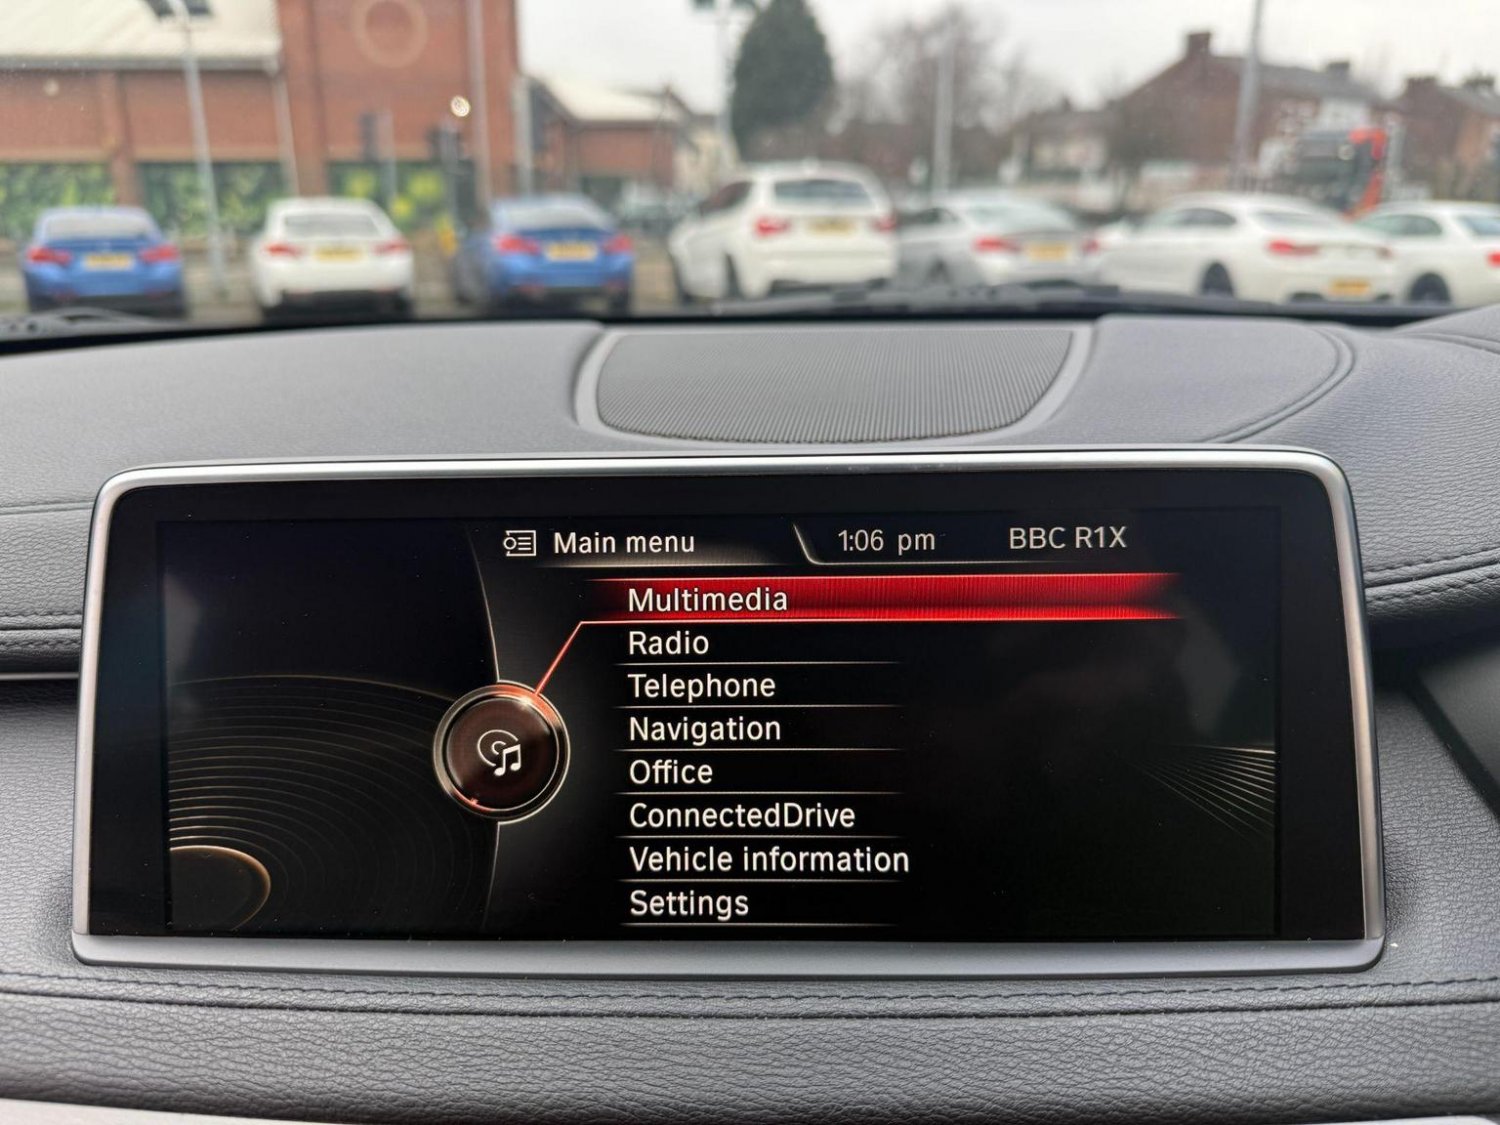 Main menu 1:06 pm BBC R1X
Multimedia
Radio
Telephone
Navigation
Office
ConnectedDrive
Vehicle information
Settings